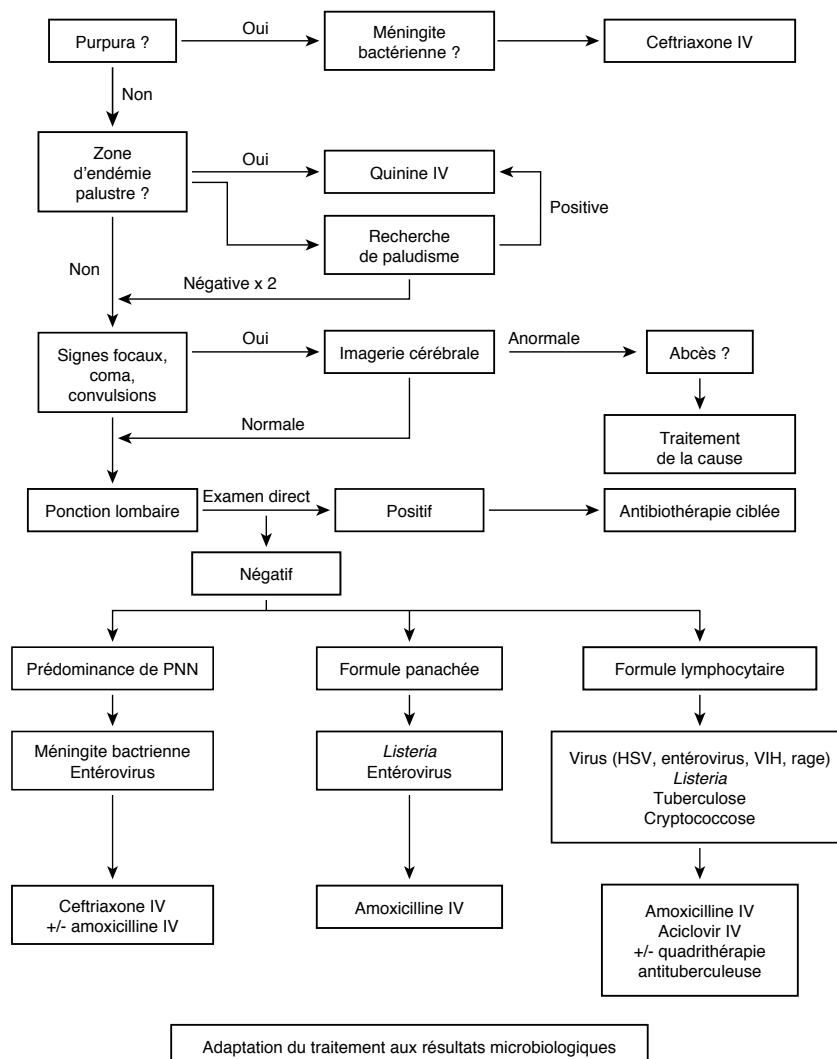 Purpura ?
Oui
Méningite
bactérienne ?
Ceftriaxone IV
Non
Zone
d'endémie
palustre ?
Oui
Quinine IV
Positive
Recherche
de paludisme
Non
Négative x 2
Signes focaux,
coma,
convulsions
Oui
Imagerie cérébrale
Anormale
Abcès ?
Normale
Traitement
de la cause
Ponction lombaire
Examen direct
Positif
Antibiothérapie ciblée
Négatif
Prédominance de PNN
Formule panachée
Formule lymphocytaire
Méningite bactrienne
Entérovirus
Listeria
Entérovirus
Virus (HSV, entérovirus, VIH, rage)
Listeria
Tuberculose
Cryptococcose
Ceftriaxone IV
+/- amoxicilline IV
Amoxicilline IV
Amoxicilline IV
Aciclovir IV
+/- quadrithérapie
antituberculeuse
Adaptation du traitement aux résultats microbiologiques